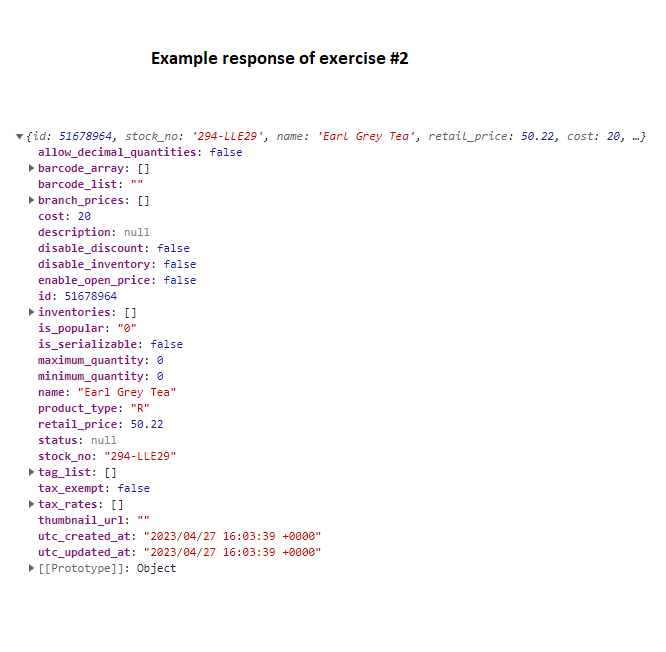 Example response of exercise #2
{id: 51678964, stock_no: '294-LLE29', name: 'Earl Grey Tea', retail_price: 50.22, cost: 20, …}
allow_decimal_quantities: false
barcode_array: []
barcode_list: ""
branch_prices: []
cost: 20
description: null
disable_discount: false
disable_inventory: false
enable_open_price: false
id: 51678964
inventories: []
is_popular: "0"
is_serializable: false
maximum_quantity: 0
minimum_quantity: 0
name: "Earl Grey Tea"
product_type: "R"
retail_price: 50.22
status: null
stock_no: "294-LLE29"
tag_list: []
tax_exempt: false
tax_rates: []
thumbnail_url: ""
utc_created_at: "2023/04/27 16:03:39 +0000"
utc_updated_at: "2023/04/27 16:03:39 +0000"
[[Prototype]]: Object